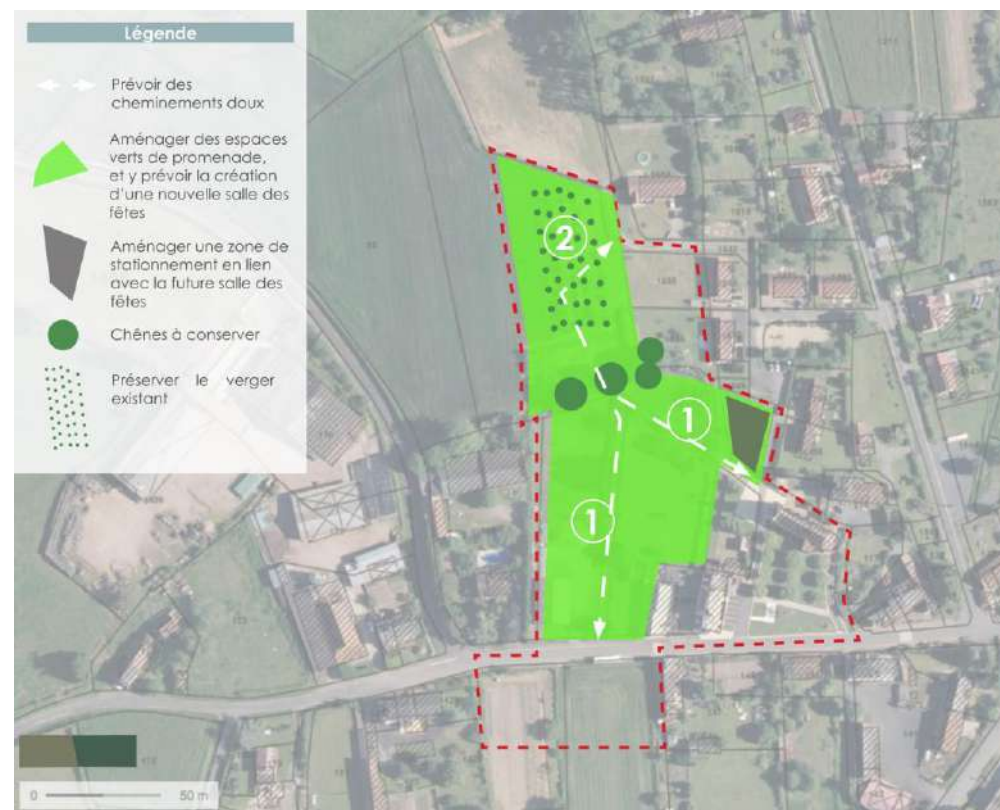 Légende
Prévoir des
cheminements doux
Aménager des espaces
verts de promenade,
et y prévoir la création
d'une nouvelle salle des
fêtes
Aménager une zone de
stationnement en lien
avec la future salle des
fêtes
Chênes à conserver
Préserver le verger
existant
2
1
1
0 50 m